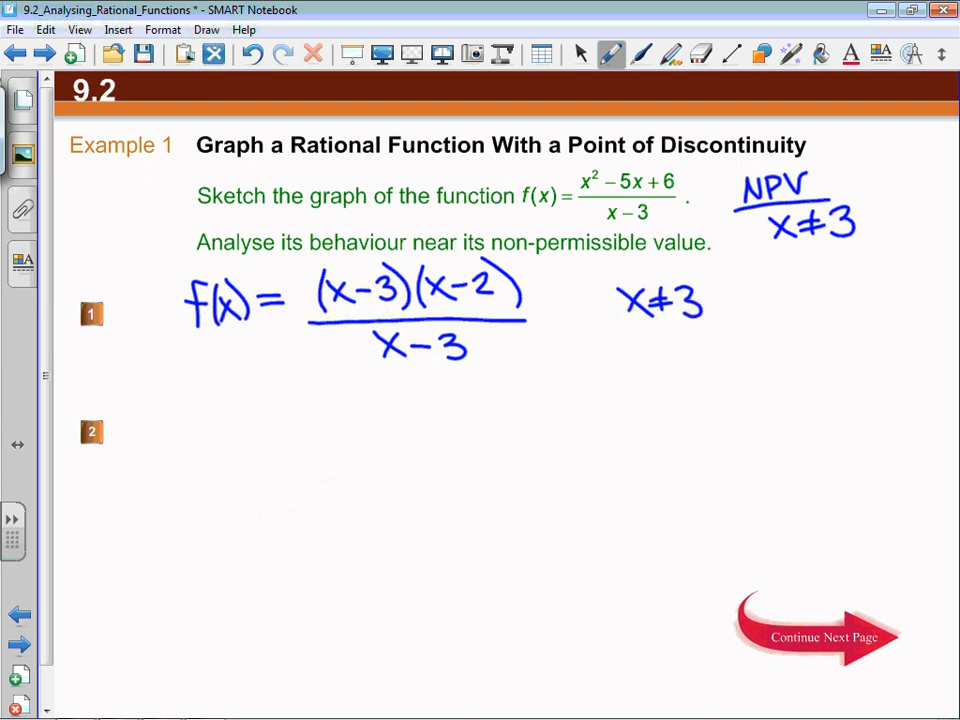 9.2_Analysing_Rational_Functions * - SMART Notebook
File Edit View Insert Format Draw Help
9.2
Example 1 Graph a Rational Function With a Point of Discontinuity
Sketch the graph of the function f(x) = (x² − 5x + 6)/(x − 3) .
NPV
x ≠ 3
Analyse its behaviour near its non-permissible value.
1
f(x) = (x−3)(x−2)
x−3
x ≠ 3
2
Continue Next Page